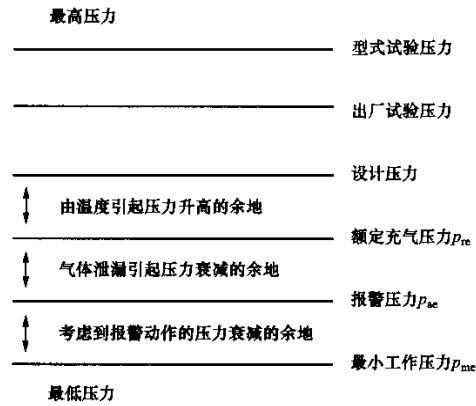 最高压力
型式试验压力
出厂试验压力
设计压力
由温度引起压力升高的余地
额定充气压力pre
气体泄漏引起压力衰减的余地
报警压力pae
考虑到报警动作的压力衰减的余地
最小工作压力pme
最低压力